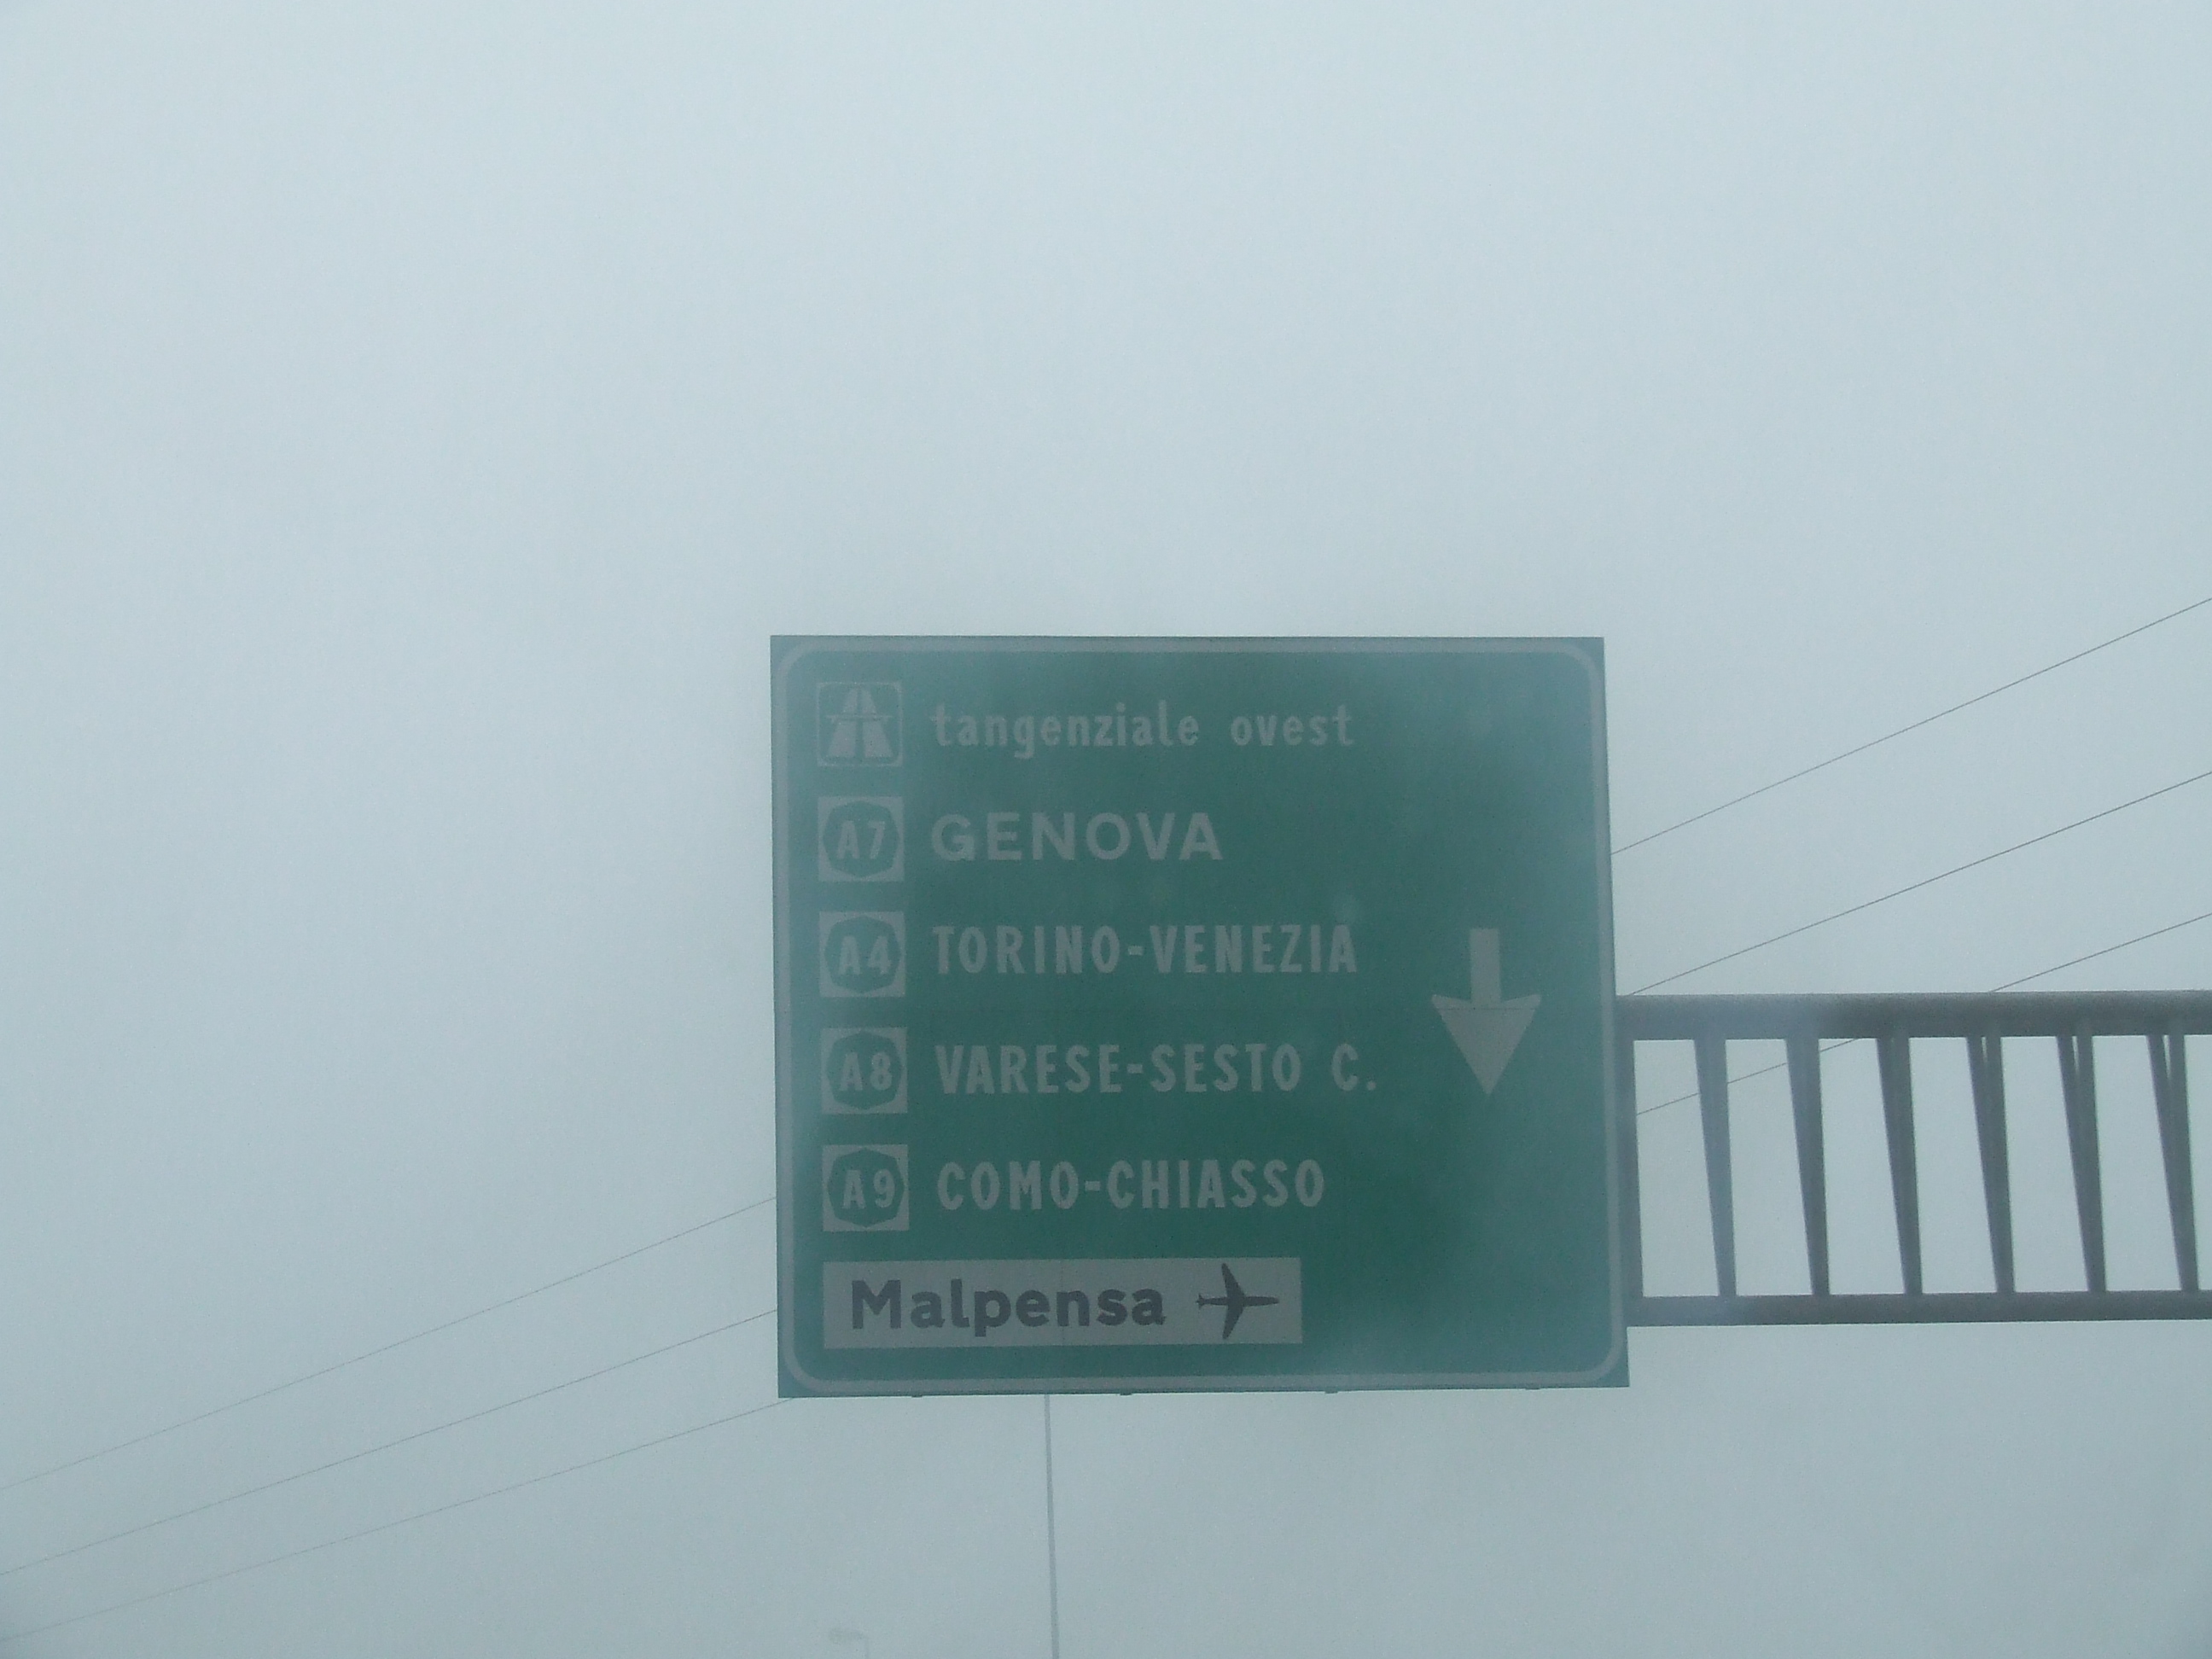 tangenziale ovest
A7 GENOVA
A4 TORINO-VENEZIA
A8 VARESE-SESTO C.
A9 COMO-CHIASSO
Malpensa